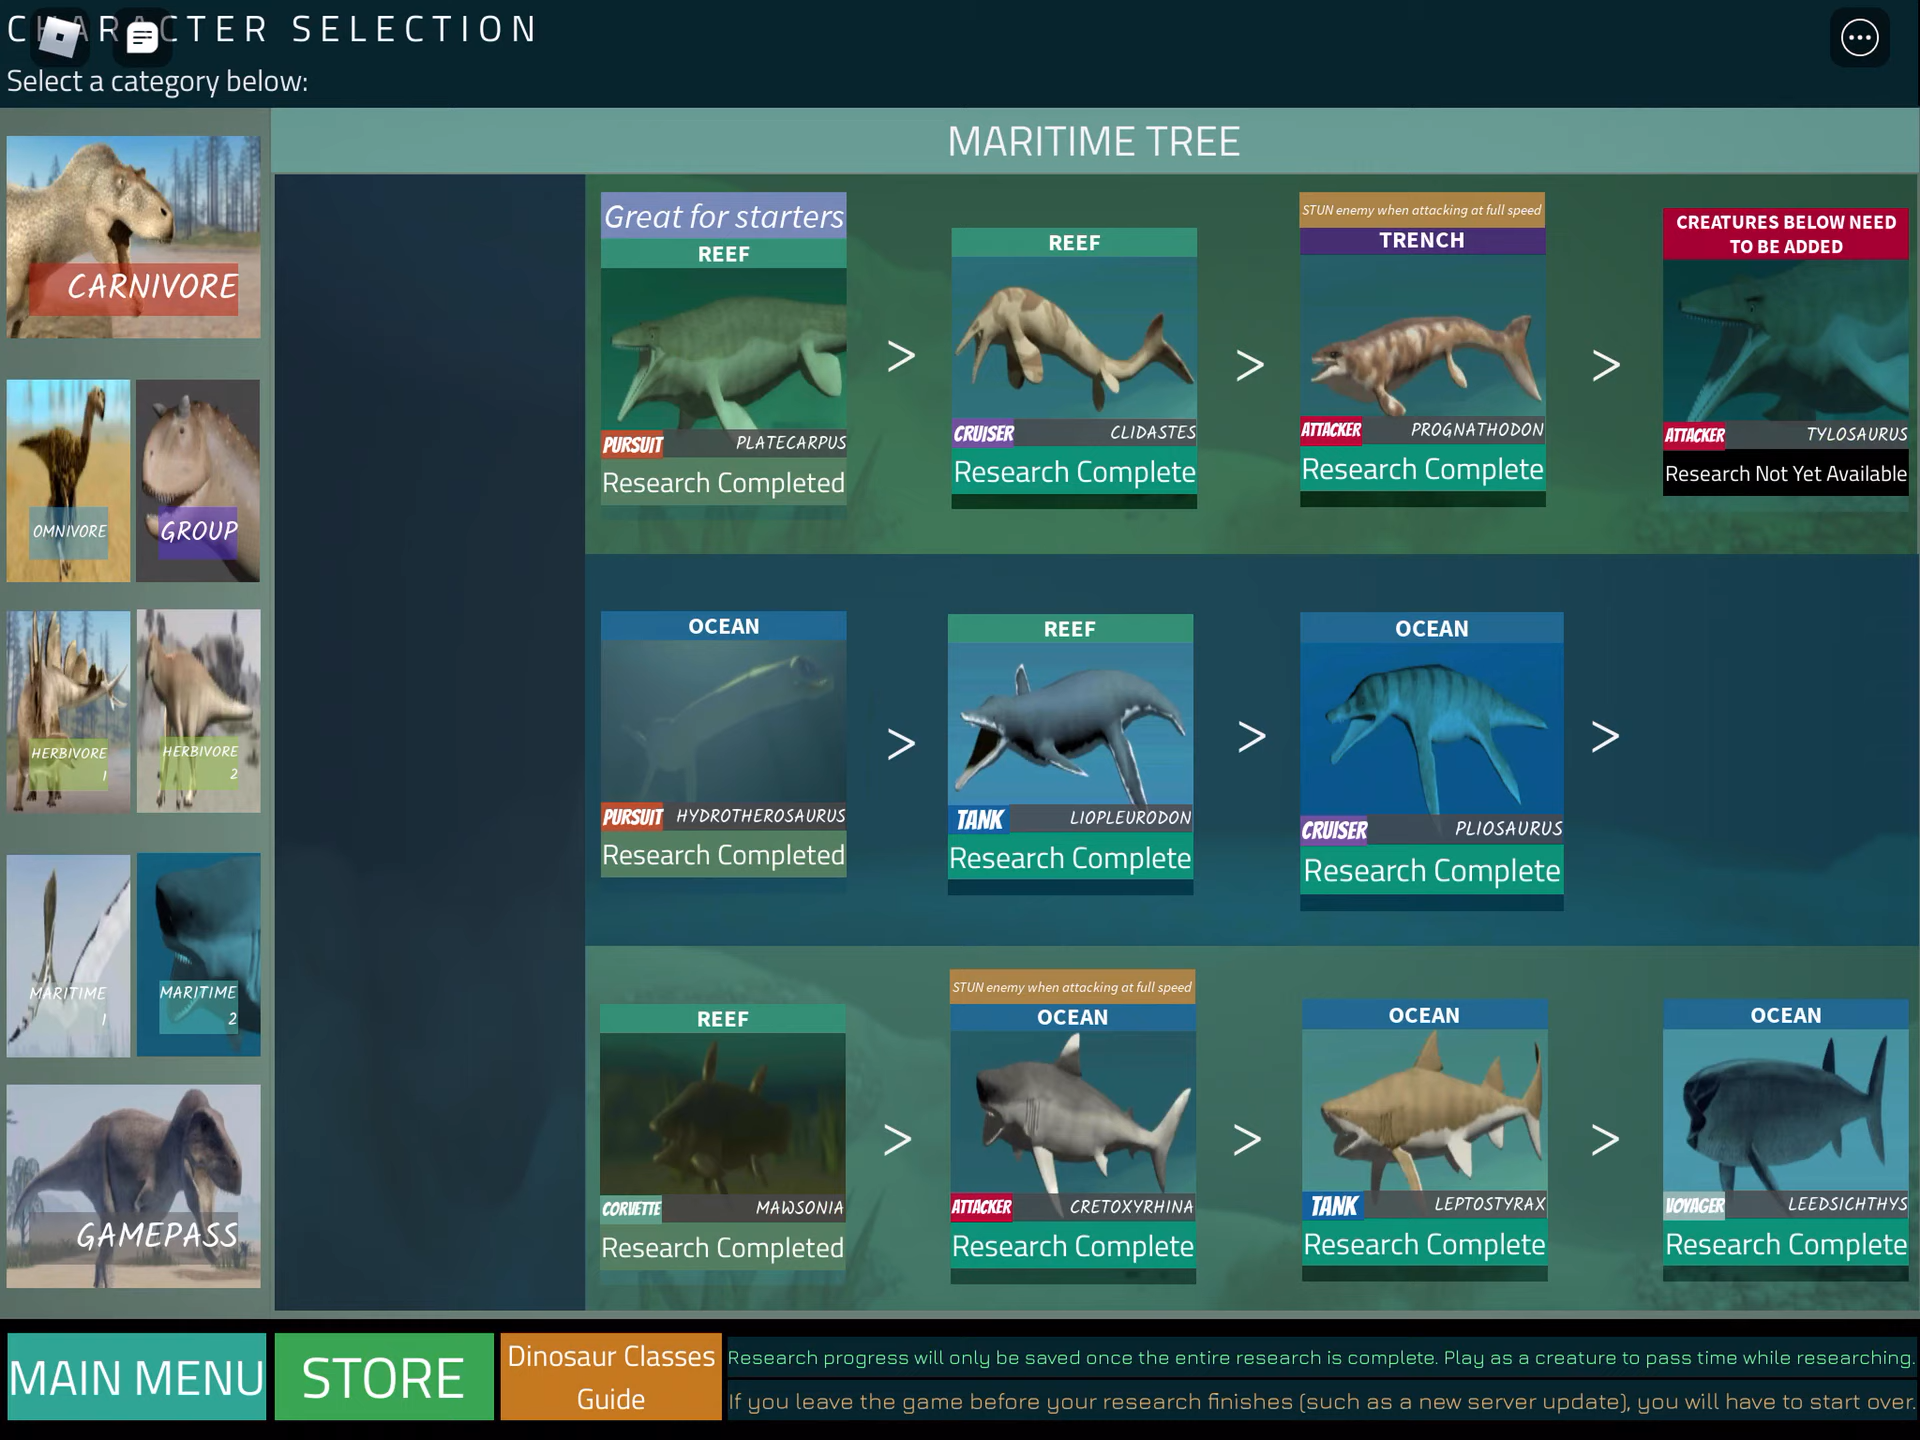 CHARACTER SELECTION
Select a category below:
MARITIME TREE
CARNIVORE
OMNIVORE
GROUP
HERBIVORE
1
HERBIVORE
2
MARITIME
1
MARITIME
2
GAMEPASS
Great for starters
REEF
PURSUIT PLATECARPUS
Research Completed
>
REEF
CRUISER CLIDASTES
Research Complete
>
STUN enemy when attacking at full speed
TRENCH
ATTACKER PROGNATHODON
Research Complete
>
CREATURES BELOW NEED
TO BE ADDED
ATTACKER TYLOSAURUS
Research Not Yet Available
OCEAN
PURSUIT HYDROTHEROSAURUS
Research Completed
>
REEF
TANK LIOPLEURODON
Research Complete
>
OCEAN
CRUISER PLIOSAURUS
Research Complete
>
REEF
CORVETTE MAWSONIA
Research Completed
>
STUN enemy when attacking at full speed
OCEAN
ATTACKER CRETOXYRHINA
Research Complete
>
OCEAN
TANK LEPTOSTYRAX
Research Complete
>
OCEAN
VOYAGER LEEDSICHTHYS
Research Complete
MAIN MENU
STORE
Dinosaur Classes
Guide
Research progress will only be saved once the entire research is complete. Play as a creature to pass time while researching.
If you leave the game before your research finishes (such as a new server update), you will have to start over.